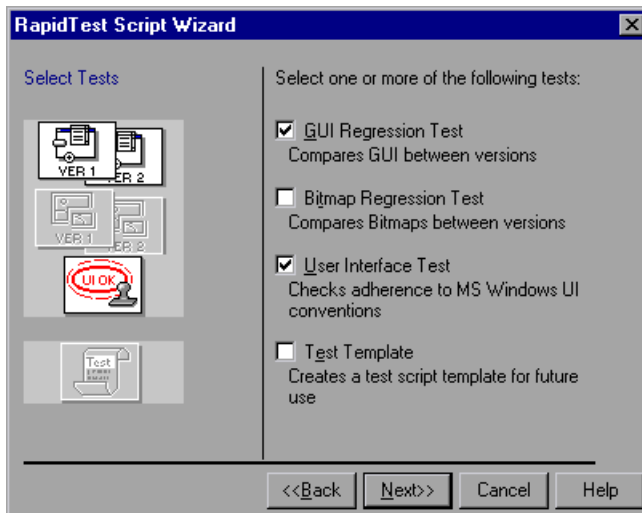 RapidTest Script Wizard
Select Tests
VER 1
VER 2
VER 1
VER 2
UI OK
Test
Select one or more of the following tests:
GUI Regression Test
Compares GUI between versions
Bitmap Regression Test
Compares Bitmaps between versions
User Interface Test
Checks adherence to MS Windows UI
conventions
Test Template
Creates a test script template for future
use
<<Back
Next>>
Cancel
Help